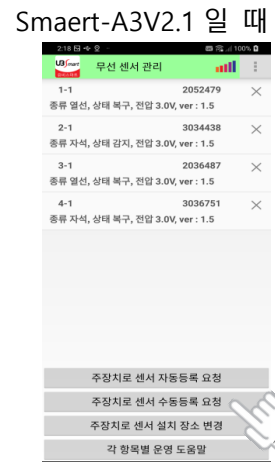 Smaert-A3V2.1 일 때
2:18 100%
UBSmart 무선 센서 관리
1-1 2052479
종류 열선, 상태 복구, 전압 3.0V, ver : 1.5
2-1 3034438
종류 자석, 상태 감지, 전압 3.0V, ver : 1.5
3-1 2036487
종류 열선, 상태 복구, 전압 3.0V, ver : 1.5
4-1 3036751
종류 자석, 상태 복구, 전압 3.0V, ver : 1.5
주장치로 센서 자동등록 요청
주장치로 센서 수동등록 요청
주장치로 센서 설치 장소 변경
각 항목별 운영 도움말